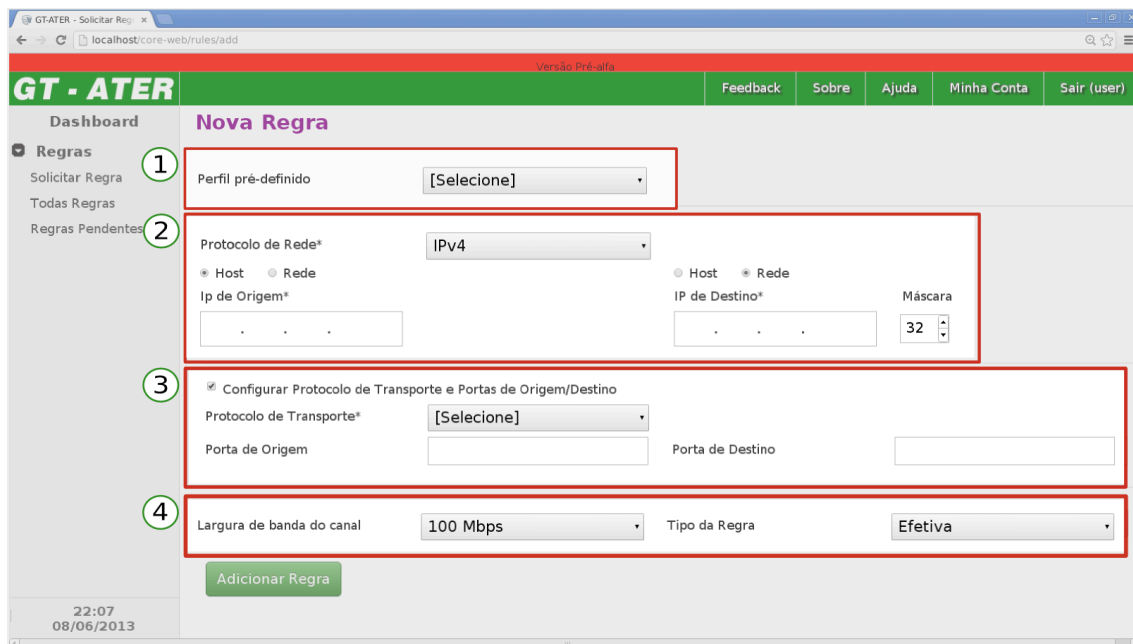 GT-ATER - Solicitar Reg
localhost/core-web/rules/add
Versão Pré-alfa
GT - ATER
Feedback
Sobre
Ajuda
Minha Conta
Sair (user)
Dashboard
Regras
Solicitar Regra
Todas Regras
Regras Pendentes
22:07
08/06/2013
Nova Regra
1
Perfil pré-definido
[Selecione]
2
Protocolo de Rede*
IPv4
Host Rede
Host Rede
Ip de Origem*
IP de Destino*
Máscara
. . .
. . .
32
3
Configurar Protocolo de Transporte e Portas de Origem/Destino
Protocolo de Transporte*
[Selecione]
Porta de Origem
Porta de Destino
4
Largura de banda do canal
100 Mbps
Tipo da Regra
Efetiva
Adicionar Regra